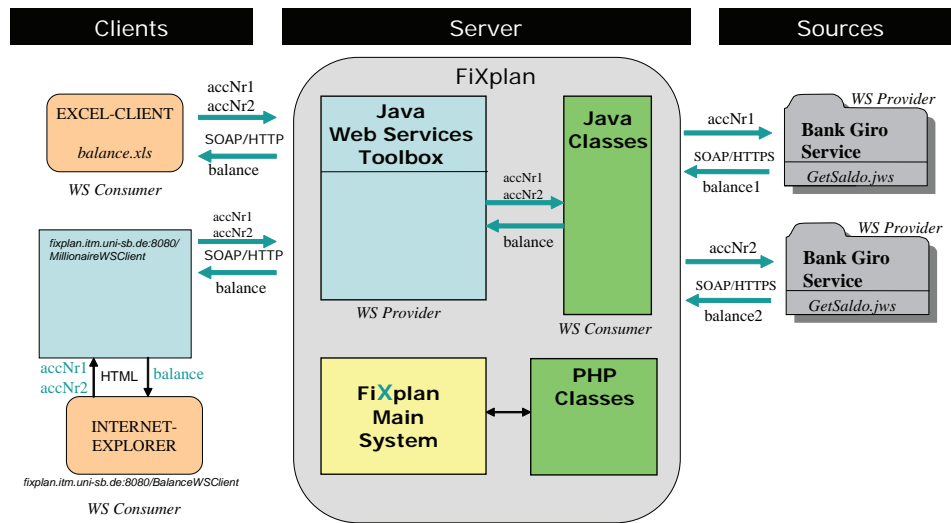 Clients
Server
Sources
EXCEL-CLIENT
balance.xls
WS Consumer
accNr1
accNr2
SOAP/HTTP
balance
fixplan.itm.uni-sb.de:8080/
MillionaireWSClient
accNr1
accNr2
SOAP/HTTP
balance
accNr1
accNr2
HTML
balance
INTERNET-
EXPLORER
fixplan.itm.uni-sb.de:8080/BalanceWSClient
WS Consumer
FiXplan
Java
Web Services
Toolbox
WS Provider
accNr1
accNr2
balance
Java
Classes
WS Consumer
FiXplan
Main
System
PHP
Classes
accNr1
SOAP/HTTPS
balance1
WS Provider
Bank Giro
Service
GetSaldo.jws
accNr2
SOAP/HTTPS
balance2
WS Provider
Bank Giro
Service
GetSaldo.jws